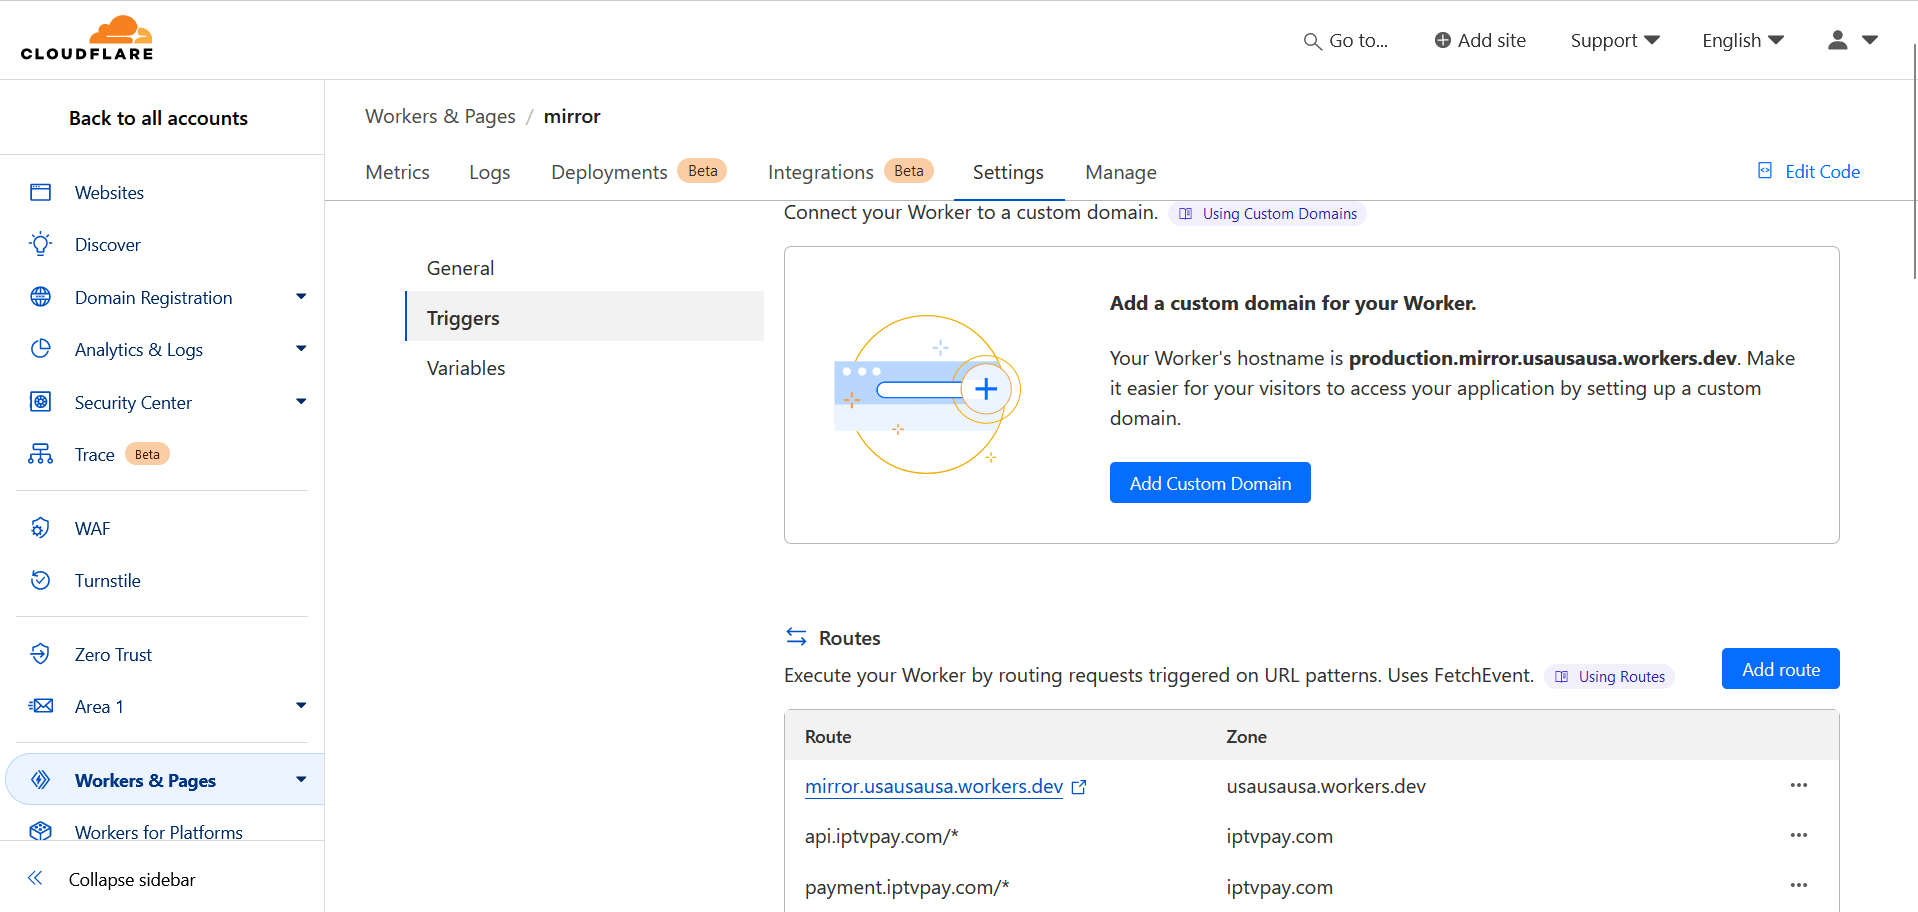 CLOUDFLARE
Go to...
Add site
Support
English
Back to all accounts
Websites
Discover
Domain Registration
Analytics & Logs
Security Center
Trace Beta
WAF
Turnstile
Zero Trust
Area 1
Workers & Pages
Workers for Platforms
Collapse sidebar
Workers & Pages / mirror
Metrics
Logs
Deployments Beta
Integrations Beta
Settings
Manage
Edit Code
General
Triggers
Variables
Connect your Worker to a custom domain. Using Custom Domains
Add a custom domain for your Worker.
Your Worker's hostname is production.mirror.usausausa.workers.dev. Make
it easier for your visitors to access your application by setting up a custom
domain.
Add Custom Domain
Routes
Execute your Worker by routing requests triggered on URL patterns. Uses FetchEvent. Using Routes
Add route
Route Zone
mirror.usausausa.workers.dev usausausa.workers.dev
api.iptvpay.com/* iptvpay.com
payment.iptvpay.com/* iptvpay.com